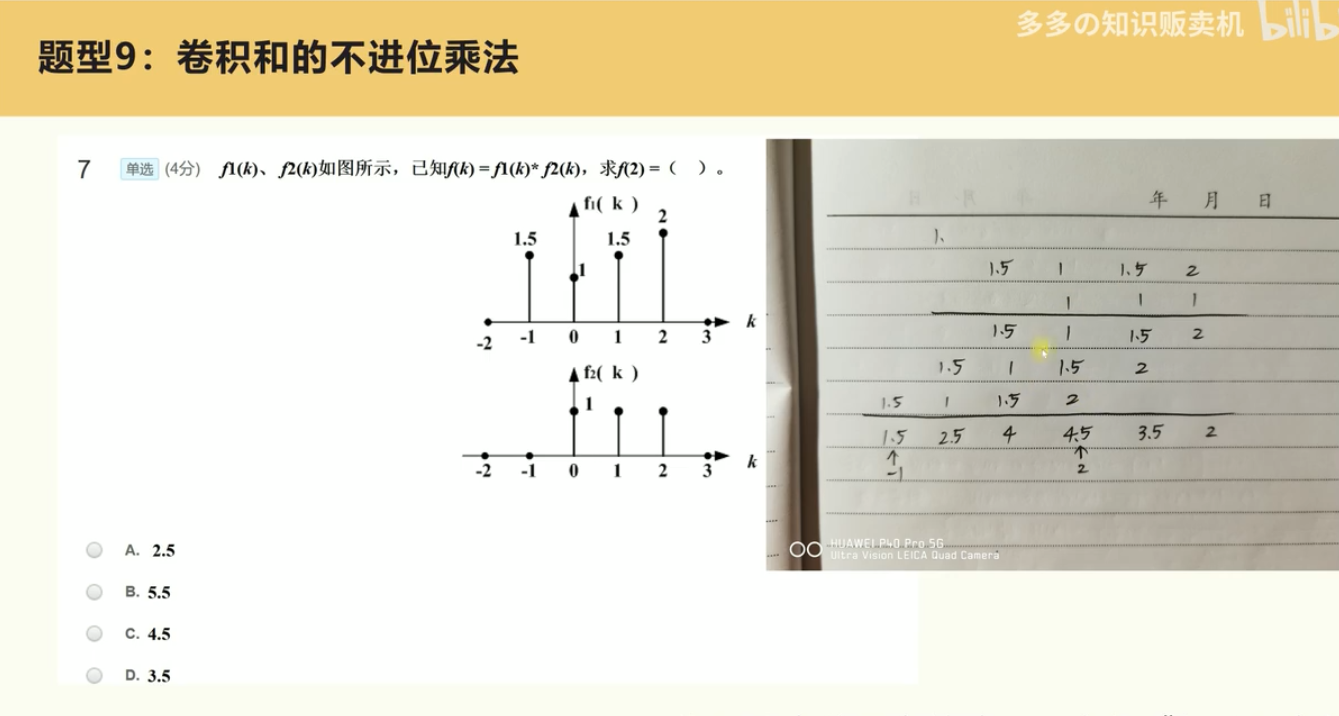 多多の知识贩卖机 bilib
题型9：卷积和的不进位乘法
7 单选 (4分) f1(k)、f2(k)如图所示，已知f(k) = f1(k)* f2(k)，求f(2) = ( )。
f1( k )
2
1.5 1.5
1
k
-2 -1 0 1 2 3
f2( k )
1
k
-2 -1 0 1 2 3
A. 2.5
B. 5.5
C. 4.5
D. 3.5
年 月 日
1、
1.5 1 1.5 2
1 1 1
1.5 1 1.5 2
1.5 1 1.5 2
1.5 1 1.5 2
1.5 2.5 4 4.5 3.5 2
↑ ↑
-1 2
HUAWEI P40 Pro 5G
Ultra Vision LEICA Quad Camera